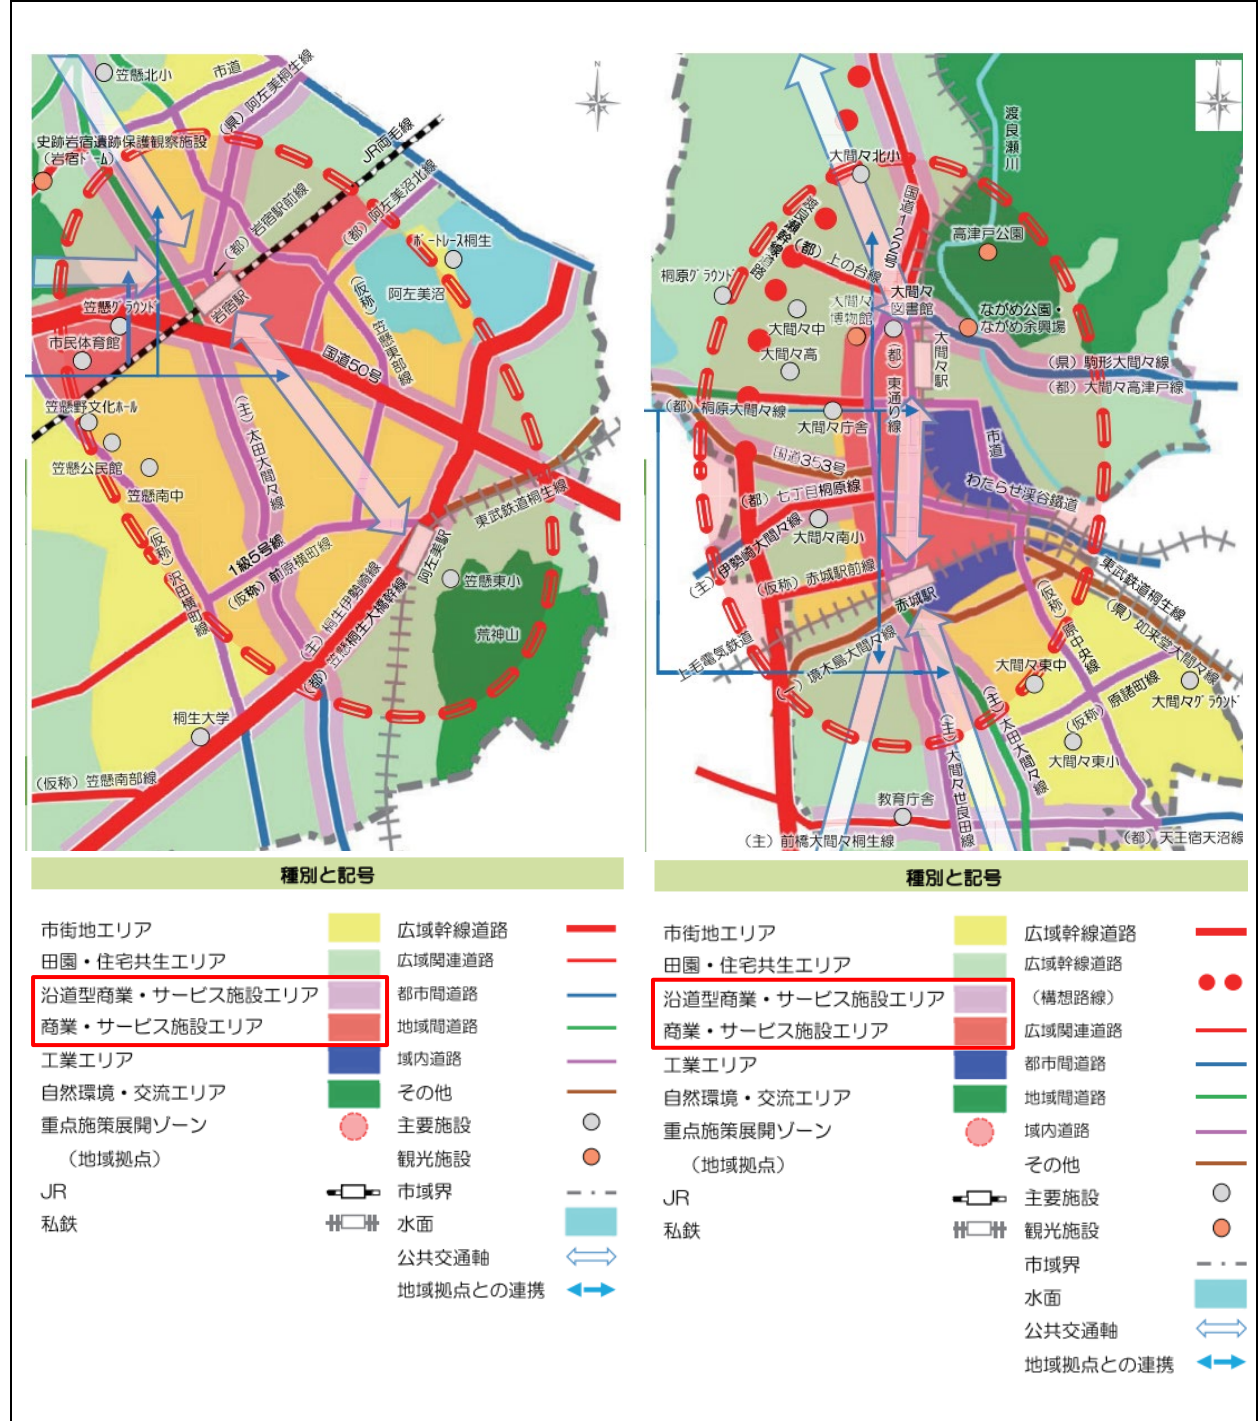 N
笠懸北小
市道
(県) 阿左美桐生線
史跡岩宿遺跡保護観察施設
(岩宿ﾄﾞｰﾑ)
JR両毛線
(都) 岩宿駅前線
(都) 阿左美沼北線
ﾎﾞｰﾄﾚｰｽ桐生
阿左美沼
笠懸ｸﾞﾗｳﾝﾄﾞ
岩宿駅
市民体育館
(仮称) 笠懸東部線
国道50号
笠懸野文化ﾎｰﾙ
(主) 太田大間々線
笠懸公民館
笠懸南中
東武鉄道桐生線
(仮称) 沢田横町線
1級5号線
(仮称) 前原横町線
阿左美駅
笠懸東小
(主) 桐生伊勢崎線
(都) 笠懸桐生大橋幹線
荒神山
桐生大学
(仮称) 笠懸南部線
N
渡良瀬川
大間々北小
国道122号
渡良瀬幹線道路
高津戸公園
(都) 上の台線
桐原ｸﾞﾗｳﾝﾄﾞ
大間々図書館
大間々博物館
大間々中
ながめ公園・
ながめ余興場
大間々駅
大間々高
(都) 東通り線
(県) 駒形大間々線
(都) 大間々高津戸線
(都) 桐原大間々線
大間々庁舎
市道
国道353号
わたらせ渓谷鐵道
(都) 七丁目桐原線
大間々南小
(主) 伊勢崎大間々線
(仮称) 赤城駅前線
東武鉄道桐生線
赤城駅
(仮称) 原中央線
(県) 如来堂大間々線
上毛電気鉄道
(一) 境木島大間々線
大間々東中
(仮称) 原諸町線
大間々ｸﾞﾗｳﾝﾄﾞ
(主) 太田大間々線
(主) 大間々世良田線
大間々東小
教育庁舎
(主) 前橋大間々桐生線
(都) 天王宿天沼線
種別と記号
市街地エリア
田園・住宅共生エリア
沿道型商業・サービス施設エリア
商業・サービス施設エリア
工業エリア
自然環境・交流エリア
重点施策展開ゾーン
(地域拠点)
JR
私鉄
広域幹線道路
広域関連道路
都市間道路
地域間道路
域内道路
その他
主要施設
観光施設
市域界
水面
公共交通軸
地域拠点との連携
種別と記号
市街地エリア
田園・住宅共生エリア
沿道型商業・サービス施設エリア
商業・サービス施設エリア
工業エリア
自然環境・交流エリア
重点施策展開ゾーン
(地域拠点)
JR
私鉄
広域幹線道路
広域幹線道路
(構想路線)
広域関連道路
都市間道路
地域間道路
域内道路
その他
主要施設
観光施設
市域界
水面
公共交通軸
地域拠点との連携